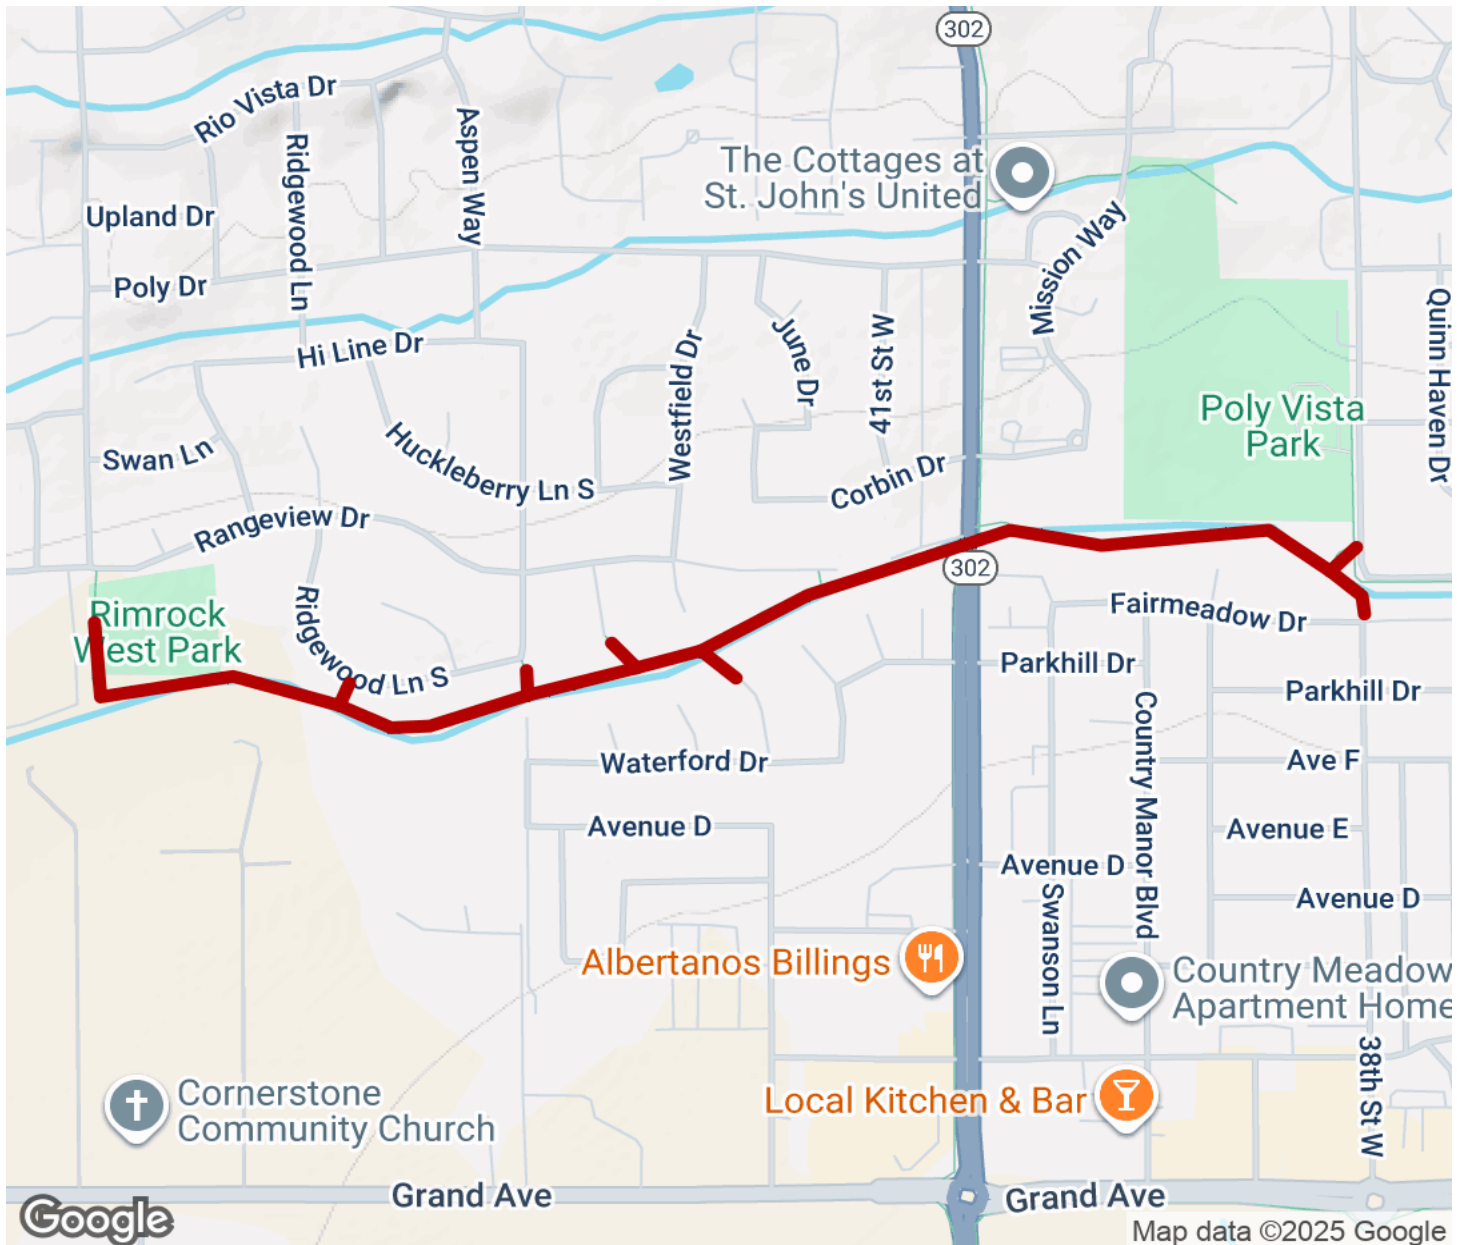 302
Rio Vista Dr
Aspen Way
Ridgewood Ln
The Cottages at
St. John's United
Upland Dr
Mission Way
Poly Dr
Quinn Haven Dr
Hi Line Dr
Westfield Dr
June Dr
41st St W
Poly Vista
Park
Swan Ln
Huckleberry Ln S
Corbin Dr
Rangeview Dr
302
Rimrock
West Park
Ridgewood Ln S
Fairmeadow Dr
Parkhill Dr
Parkhill Dr
Country Manor Blvd
Waterford Dr
Ave F
Avenue D
Avenue E
Avenue D
Avenue D
Swanson Ln
Albertanos Billings
Country Meadow
Apartment Home
38th St W
Cornerstone
Community Church
Local Kitchen & Bar
Grand Ave
Grand Ave
Google
Map data ©2025 Google